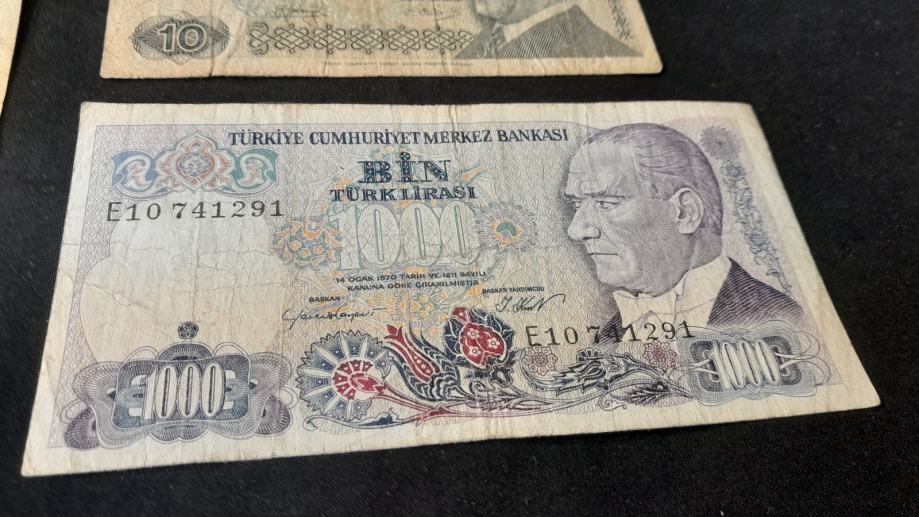 10
TÜRKİYE CUMHURİYET MERKEZ BANKASI
BİN
TÜRK LİRASI
E10 741291
1000
14 OCAK 1970 TARİH VE 1211 SAYILI
KANUNA GÖRE ÇIKARILMIŞTIR
BAŞKAN
BAŞKAN YARDIMCISI
E10 741291
1000
1000